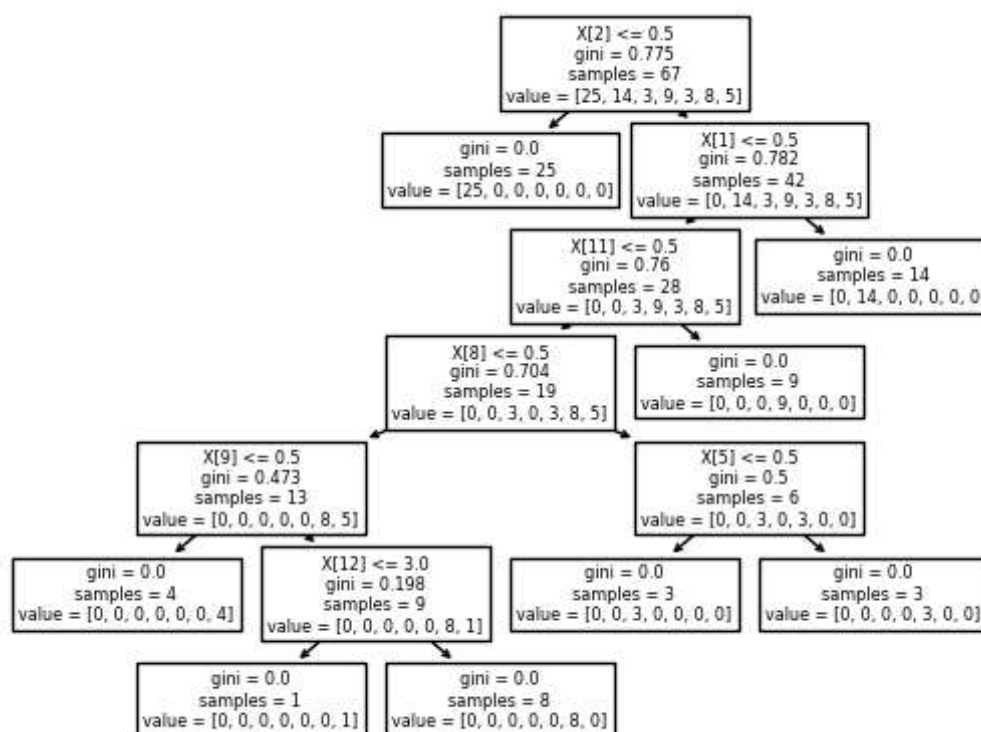 X[2] <= 0.5
gini = 0.775
samples = 67
value = [25, 14, 3, 9, 3, 8, 5]
gini = 0.0
samples = 25
value = [25, 0, 0, 0, 0, 0, 0]
X[1] <= 0.5
gini = 0.782
samples = 42
value = [0, 14, 3, 9, 3, 8, 5]
X[11] <= 0.5
gini = 0.76
samples = 28
value = [0, 0, 3, 9, 3, 8, 5]
gini = 0.0
samples = 14
value = [0, 14, 0, 0, 0, 0, 0
X[8] <= 0.5
gini = 0.704
samples = 19
value = [0, 0, 3, 0, 3, 8, 5]
gini = 0.0
samples = 9
value = [0, 0, 0, 9, 0, 0, 0]
X[9] <= 0.5
gini = 0.473
samples = 13
value = [0, 0, 0, 0, 0, 8, 5]
X[5] <= 0.5
gini = 0.5
samples = 6
value = [0, 0, 3, 0, 3, 0, 0]
gini = 0.0
samples = 4
value = [0, 0, 0, 0, 0, 0, 4]
X[12] <= 3.0
gini = 0.198
samples = 9
value = [0, 0, 0, 0, 0, 8, 1]
gini = 0.0
samples = 3
value = [0, 0, 3, 0, 0, 0, 0]
gini = 0.0
samples = 3
value = [0, 0, 0, 0, 3, 0, 0]
gini = 0.0
samples = 1
value = [0, 0, 0, 0, 0, 0, 1]
gini = 0.0
samples = 8
value = [0, 0, 0, 0, 0, 8, 0]